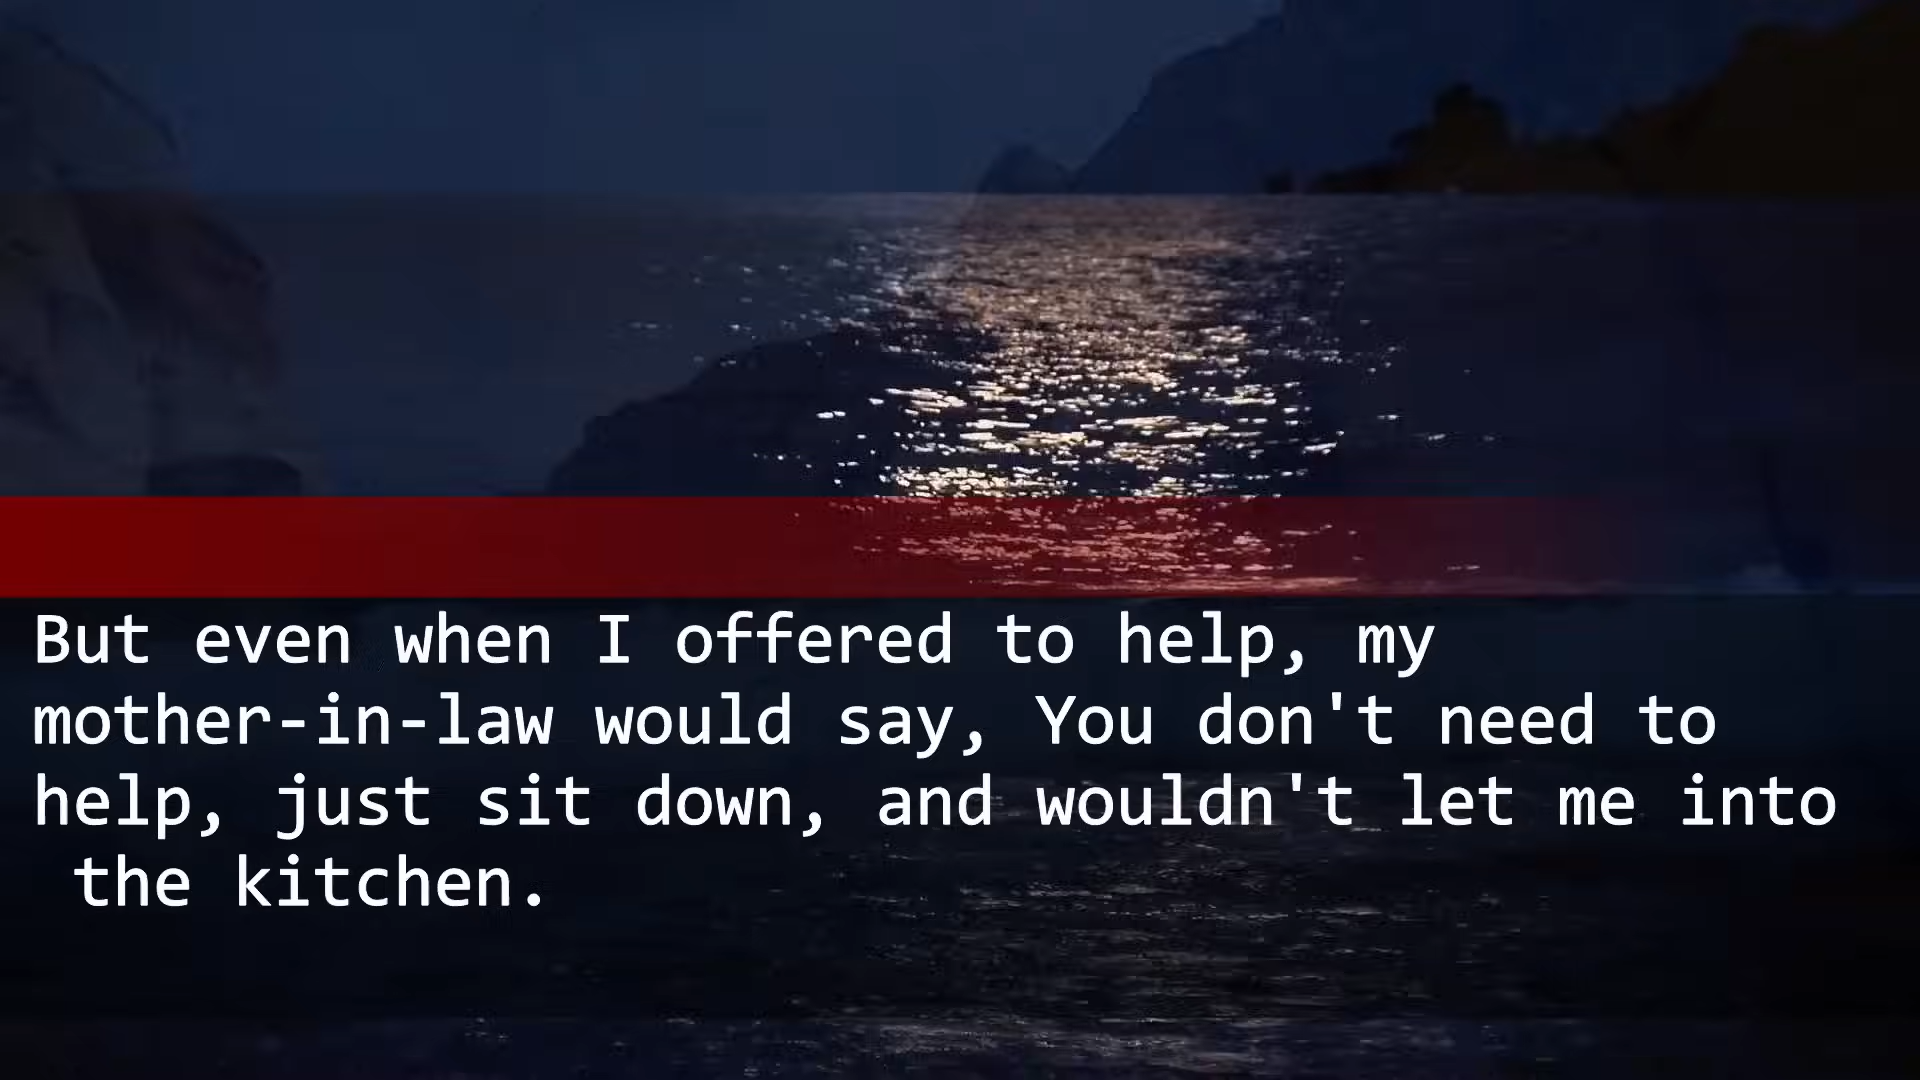 But even when I offered to help, my
mother-in-law would say, You don't need to
help, just sit down, and wouldn't let me into
the kitchen.